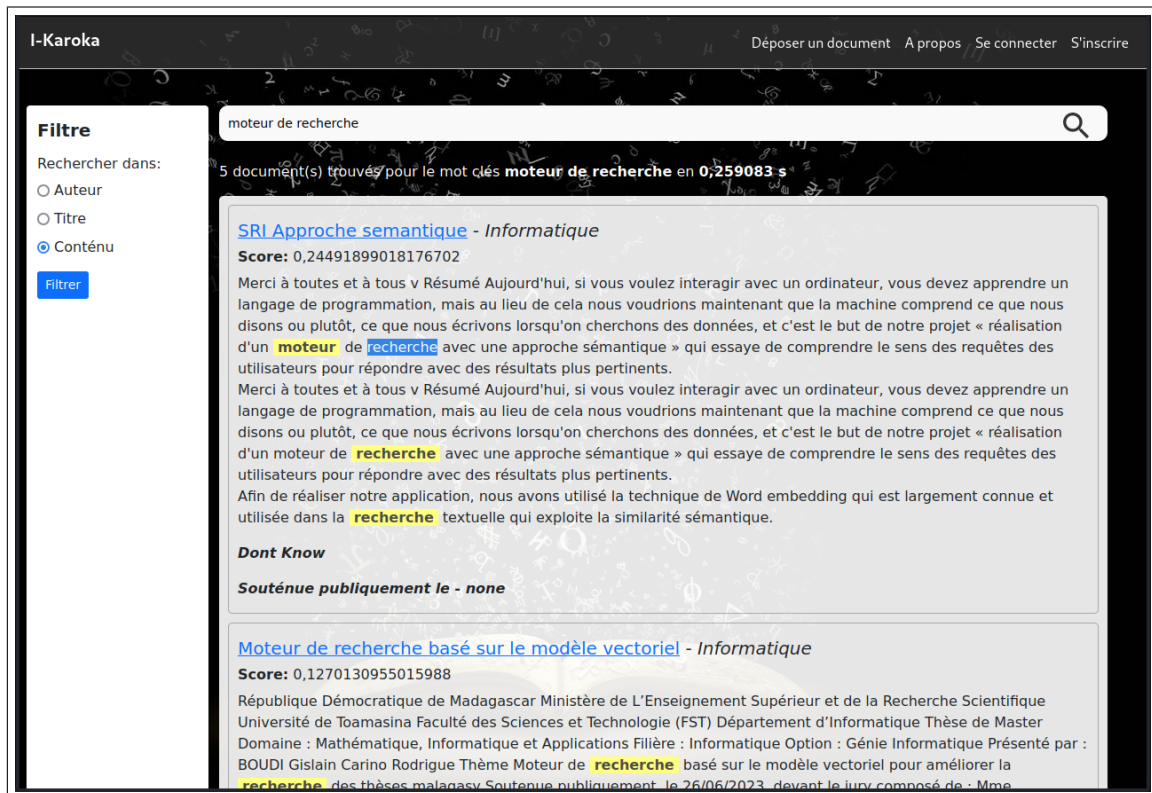 I-Karoka
Déposer un document A propos Se connecter S'inscrire
Filtre
Rechercher dans:
Auteur
Titre
Conténu
Filtrer
moteur de recherche
5 document(s) trouvés pour le mot clés moteur de recherche en 0,259083 s
SRI Approche semantique - Informatique
Score: 0,24491899018176702
Merci à toutes et à tous v Résumé Aujourd'hui, si vous voulez interagir avec un ordinateur, vous devez apprendre un
langage de programmation, mais au lieu de cela nous voudrions maintenant que la machine comprend ce que nous
disons ou plutôt, ce que nous écrivons lorsqu'on cherchons des données, et c'est le but de notre projet « réalisation
d'un moteur de recherche avec une approche sémantique » qui essaye de comprendre le sens des requêtes des
utilisateurs pour répondre avec des résultats plus pertinents.
Merci à toutes et à tous v Résumé Aujourd'hui, si vous voulez interagir avec un ordinateur, vous devez apprendre un
langage de programmation, mais au lieu de cela nous voudrions maintenant que la machine comprend ce que nous
disons ou plutôt, ce que nous écrivons lorsqu'on cherchons des données, et c'est le but de notre projet « réalisation
d'un moteur de recherche avec une approche sémantique » qui essaye de comprendre le sens des requêtes des
utilisateurs pour répondre avec des résultats plus pertinents.
Afin de réaliser notre application, nous avons utilisé la technique de Word embedding qui est largement connue et
utilisée dans la recherche textuelle qui exploite la similarité sémantique.
Dont Know
Souténue publiquement le - none
Moteur de recherche basé sur le modèle vectoriel - Informatique
Score: 0,1270130955015988
République Démocratique de Madagascar Ministère de L’Enseignement Supérieur et de la Recherche Scientifique
Université de Toamasina Faculté des Sciences et Technologie (FST) Département d’Informatique Thèse de Master
Domaine : Mathématique, Informatique et Applications Filière : Informatique Option : Génie Informatique Présenté par :
BOUDI Gislain Carino Rodrigue Thème Moteur de recherche basé sur le modèle vectoriel pour améliorer la
recherche des thèses malagasy Soutenue publiquement, le 26/06/2023, devant le jury composé de : Mme